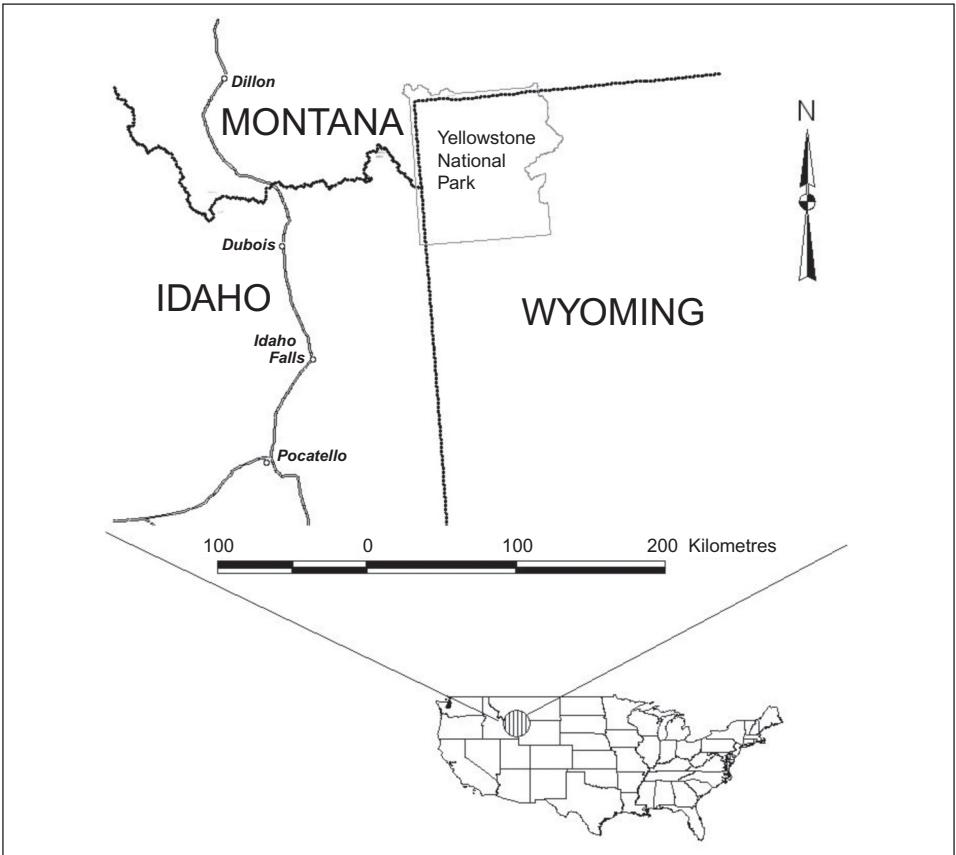 Dillon
MONTANA
N
Yellowstone
National
Park
Dubois
IDAHO
WYOMING
Idaho
Falls
Pocatello
100 0 100 200 Kilometres